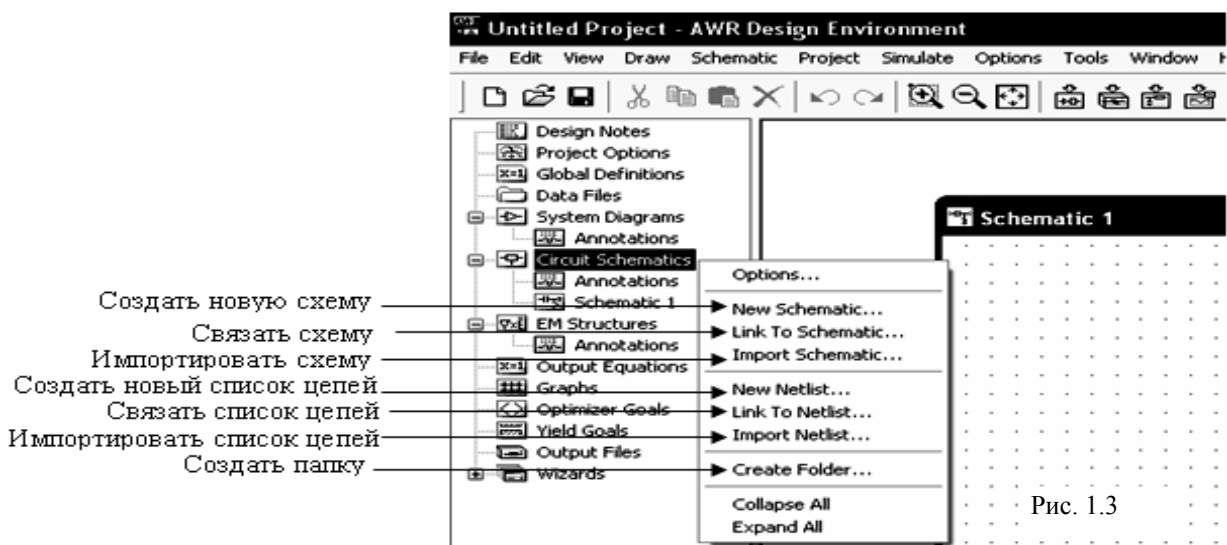 Untitled Project - AWR Design Environment
File Edit View Draw Schematic Project Simulate Options Tools Window
Design Notes
Project Options
Global Definitions
Data Files
System Diagrams
Annotations
Circuit Schematics
Annotations
Schematic 1
EM Structures
Annotations
Output Equations
Graphs
Optimizer Goals
Yield Goals
Output Files
Wizards
Schematic 1
Options...
New Schematic...
Link To Schematic...
Import Schematic...
New Netlist...
Link To Netlist...
Import Netlist...
Create Folder...
Collapse All
Expand All
Создать новую схему
Связать схему
Импортировать схему
Создать новый список цепей
Связать список цепей
Импортировать список цепей
Создать папку
Рис. 1.3